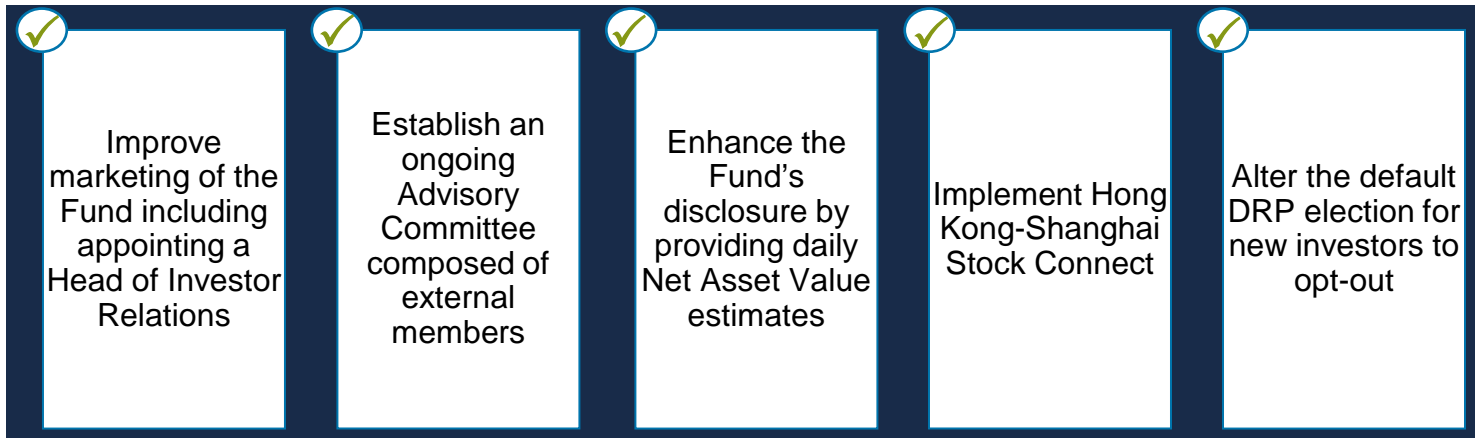 Improve
marketing of the
Fund including
appointing a
Head of Investor
Relations
Establish an
ongoing
Advisory
Committee
composed of
external
members
Enhance the
Fund's
disclosure by
providing daily
Net Asset Value
estimates
Implement Hong
Kong-Shanghai
Stock Connect
Alter the default
DRP election for
new investors to
opt-out